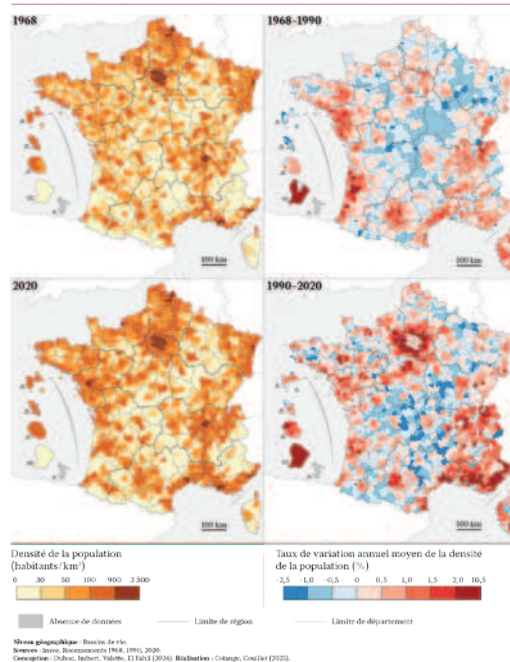 1968
1968-1990
100 km
100 km
2020
1990-2020
100 km
100 km
Densité de la population
(habitants/km²)
0 30 50 100 900 3 500
Taux de variation annuel moyen de la densité
de la population (%)
-2,5 -1,0 -0,5 0 0,5 1,0 2,0 10,5
Absence de données
Limite de région
Limite de département
Niveau géographique : Bassins de vie.
Sources : Insee, Recensements 1968, 1990, 2020.
Conception : Dubuc, Imbert, Valette, El Fahli (2024). Réalisation : Colange, Couillet (2025).